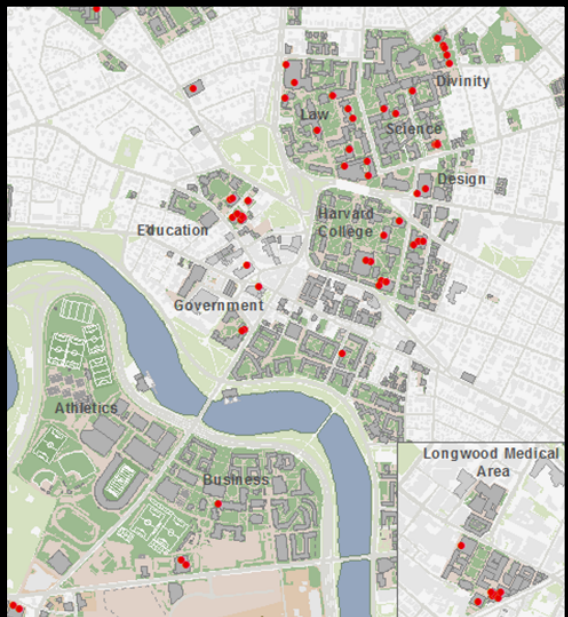 Divinity
Law
Science
Design
Harvard
College
Education
Government
Athletics
Business
Longwood Medical
Area